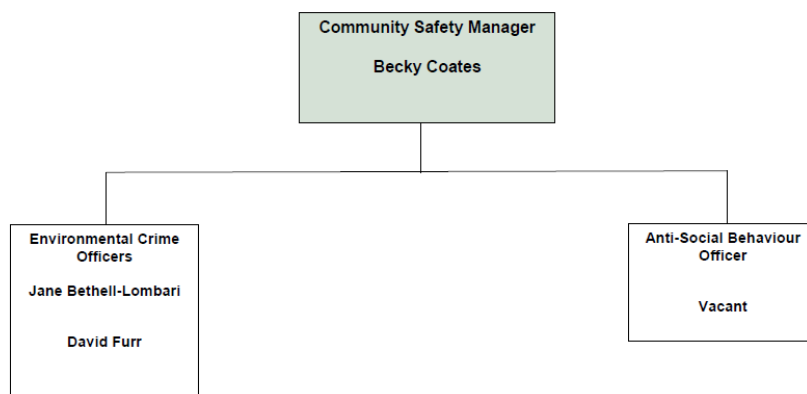 Community Safety Manager
Becky Coates
Environmental Crime
Officers
Jane Bethell-Lombari
David Furr
Anti-Social Behaviour
Officer
Vacant